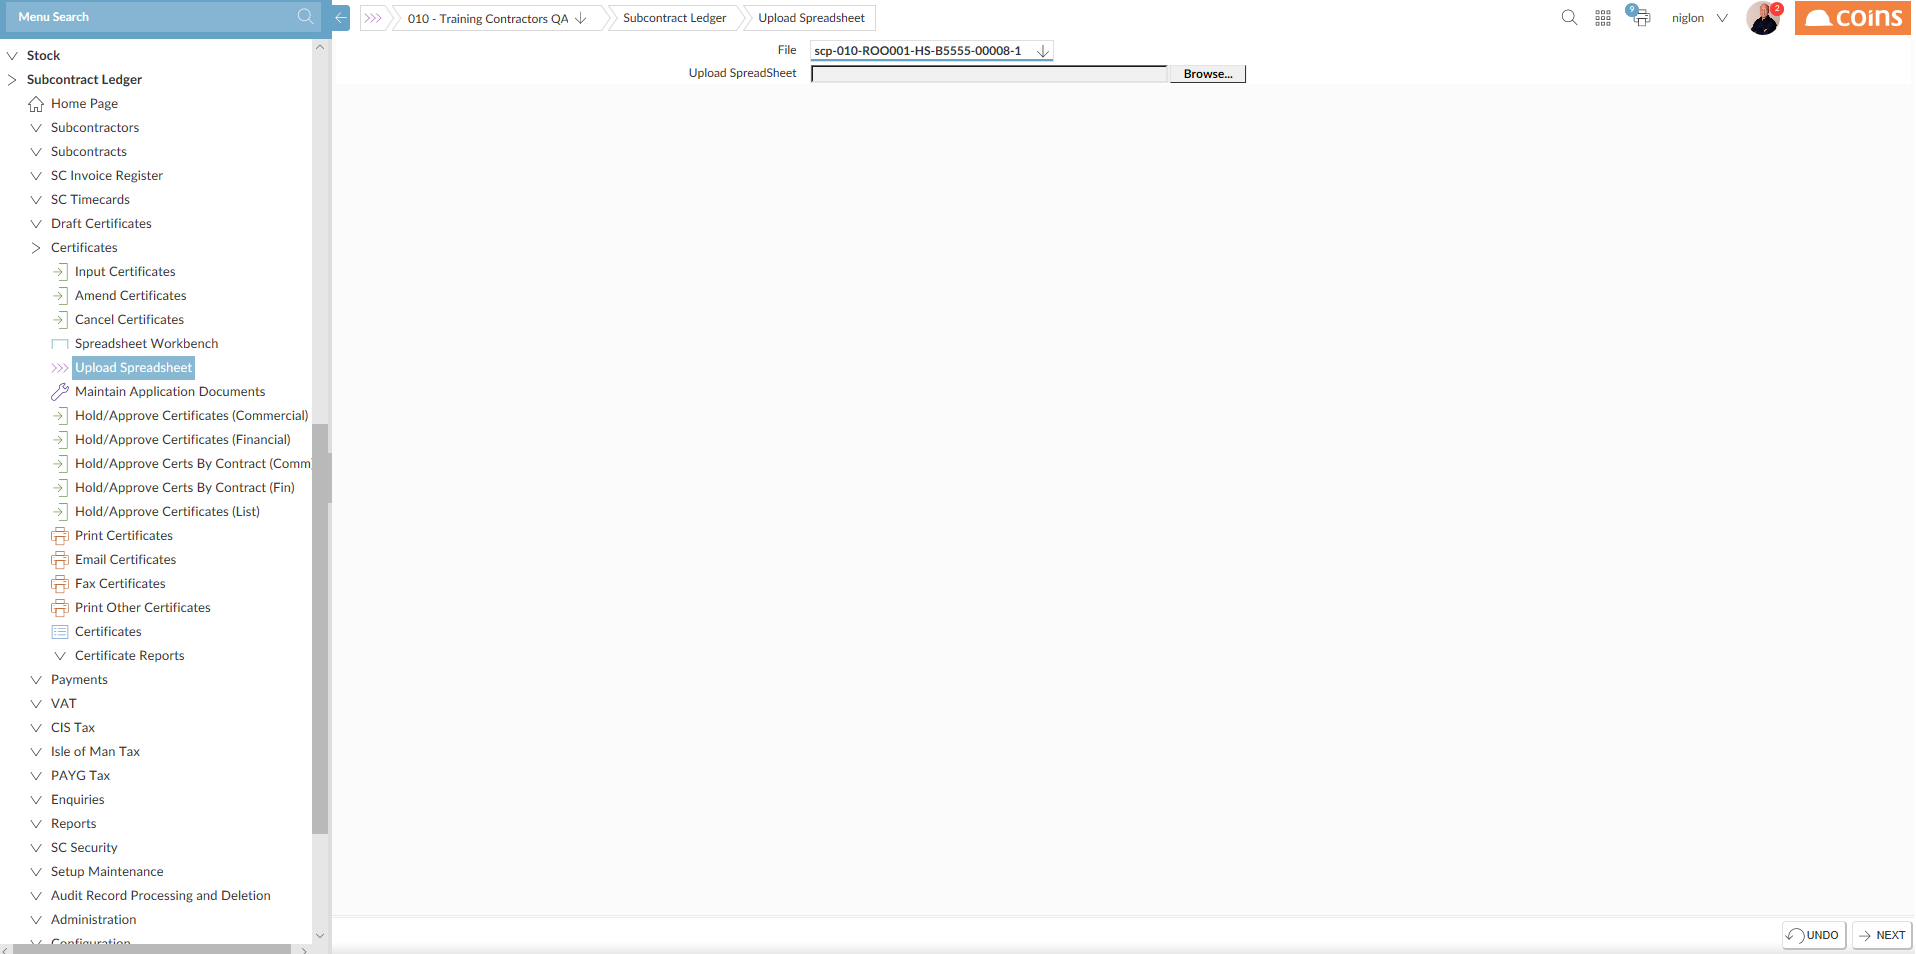 Menu Search
010 - Training Contractors QA
Subcontract Ledger
Upload Spreadsheet
9
niglon
2
coins
File
scp-010-ROO001-HS-B5555-00008-1
Upload SpreadSheet
Browse...
Stock
Subcontract Ledger
Home Page
Subcontractors
Subcontracts
SC Invoice Register
SC Timecards
Draft Certificates
Certificates
Input Certificates
Amend Certificates
Cancel Certificates
Spreadsheet Workbench
Upload Spreadsheet
Maintain Application Documents
Hold/Approve Certificates (Commercial)
Hold/Approve Certificates (Financial)
Hold/Approve Certs By Contract (Comm
Hold/Approve Certs By Contract (Fin)
Hold/Approve Certificates (List)
Print Certificates
Email Certificates
Fax Certificates
Print Other Certificates
Certificates
Certificate Reports
Payments
VAT
CIS Tax
Isle of Man Tax
PAYG Tax
Enquiries
Reports
SC Security
Setup Maintenance
Audit Record Processing and Deletion
Administration
Configuration
UNDO
NEXT